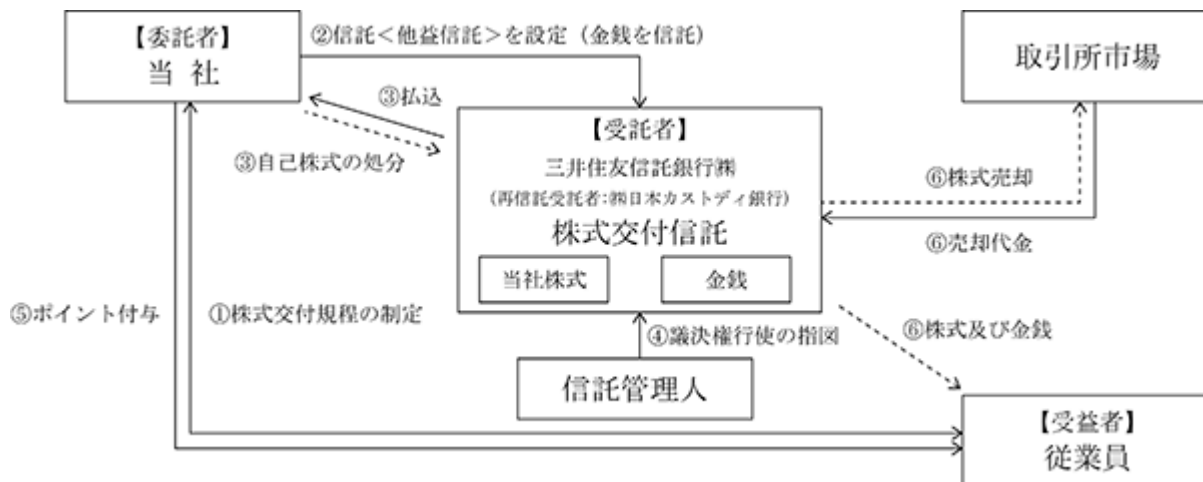 【委託者】
当 社
②信託＜他益信託＞を設定（金銭を信託）
取引所市場
③払込
③自己株式の処分
【受託者】
三井住友信託銀行㈱
(再信託受託者:㈱日本カストディ銀行)
株式交付信託
当社株式
金銭
⑥株式売却
⑥売却代金
⑤ポイント付与
①株式交付規程の制定
④議決権行使の指図
⑥株式及び金銭
信託管理人
【受益者】
従業員